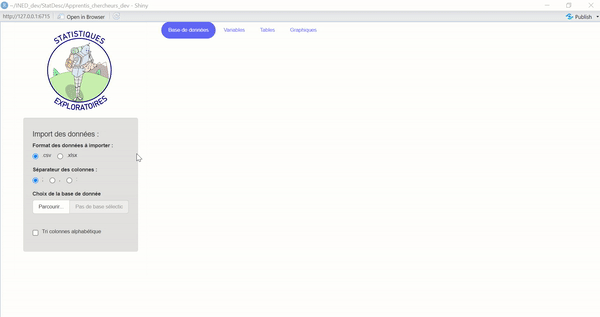 ~/INED_dev/StatDesc/Apprentis_chercheurs_dev - Shiny
http://127.0.0.1:6715 Open in Browser Publish
Base de données Variables Tables Graphiques
STATISTIQUES
EXPLORATOIRES
Import des données :
Format des données à importer :
.csv .xlsx
Séparateur des colonnes :
Choix de la base de donnée
Parcourir... Pas de base sélectio
Tri colonnes alphabétique